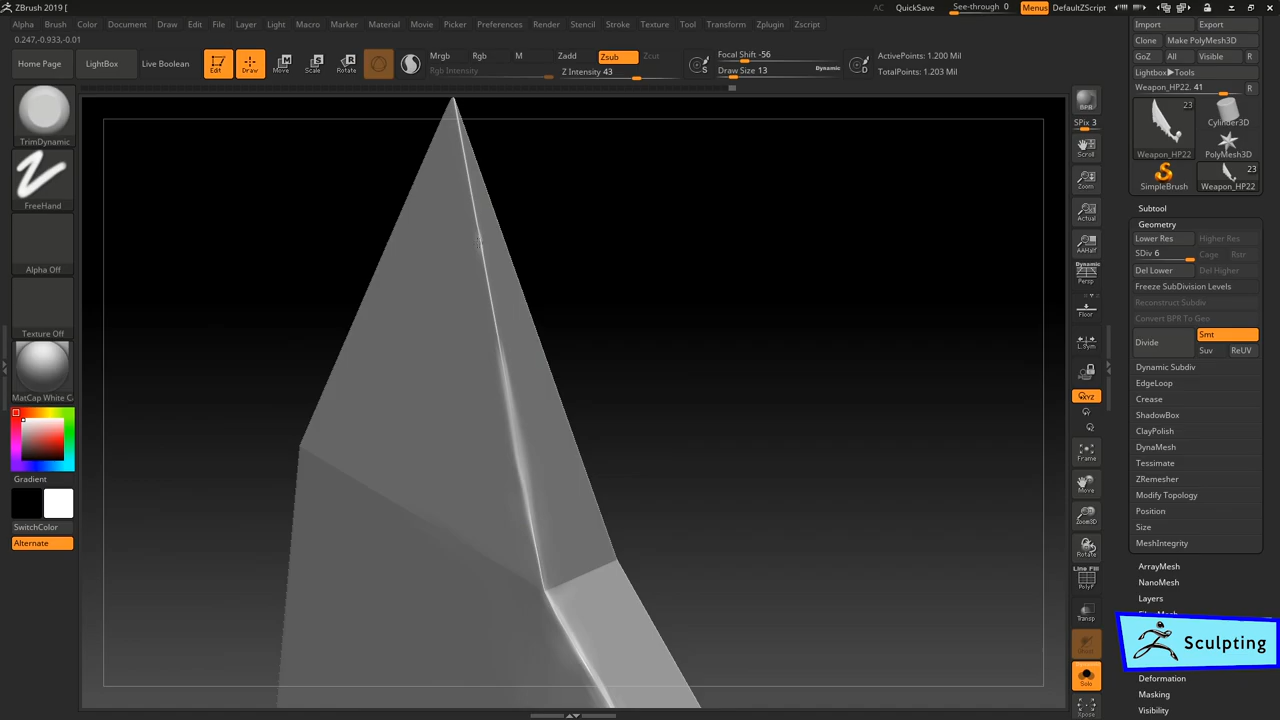 ZBrush 2019 [
AC QuickSave See-through 0 Menus DefaultZScript
Alpha Brush Color Document Draw Edit File Layer Light Macro Marker Material Movie Picker Preferences Render Stencil Stroke Texture Tool Transform Zplugin Zscript
0.247,-0.933,-0.01
Home Page LightBox Live Boolean
Edit Draw Move Scale Rotate
Mrgb Rgb M Zadd Zsub Zcut
Rgb Intensity Z Intensity 43
Focal Shift -56
Draw Size 13 Dynamic
S
D
ActivePoints: 1.200 Mil
TotalPoints: 1.203 Mil
TrimDynamic
FreeHand
Alpha Off
Texture Off
MatCap White C
Gradient
SwitchColor
Alternate
BPR
SPix 3
Scroll
Zoom
Actual
AAHalf
Dynamic
Persp
Floor
L.Sym
XYZ
Frame
Move
Zoom3D
Rotate
Line Fill
PolyF
Transp
Solo
Xpose
Import Export
Clone Make PolyMesh3D
GoZ All Visible R
Lightbox▶Tools
Weapon_HP22. 41 R
23
Weapon_HP22
Cylinder3D
PolyMesh3D
SimpleBrush
23
Weapon_HP22
Subtool
Geometry
Lower Res Higher Res
SDiv 6 Cage Rstr
Del Lower Del Higher
Freeze SubDivision Levels
Reconstruct Subdiv
Convert BPR To Geo
Divide Smt
Suv ReUV
Dynamic Subdiv
EdgeLoop
Crease
ShadowBox
ClayPolish
DynaMesh
Tessimate
ZRemesher
Modify Topology
Position
Size
MeshIntegrity
ArrayMesh
NanoMesh
Layers
Sculpting
Deformation
Masking
Visibility